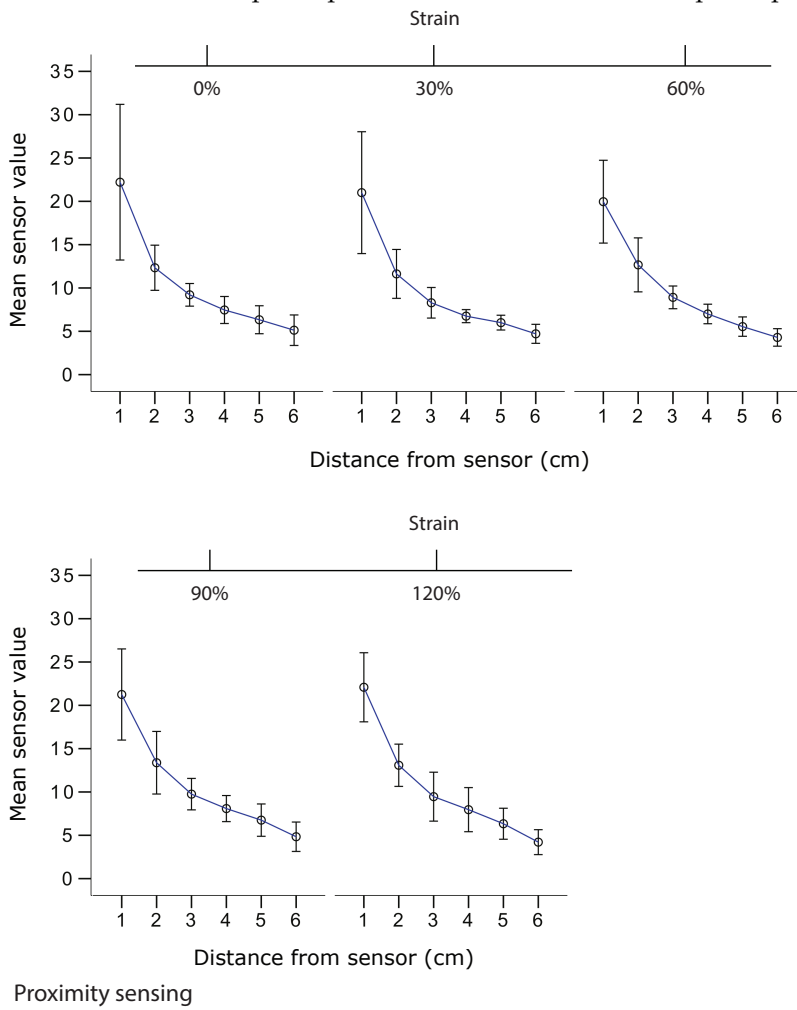 Strain
0% 30% 60%
Mean sensor value
35
30
25
20
15
10
5
0
1 2 3 4 5 6 1 2 3 4 5 6 1 2 3 4 5 6
Distance from sensor (cm)
Strain
90% 120%
Mean sensor value
35
30
25
20
15
10
5
0
1 2 3 4 5 6 1 2 3 4 5 6
Distance from sensor (cm)
Proximity sensing